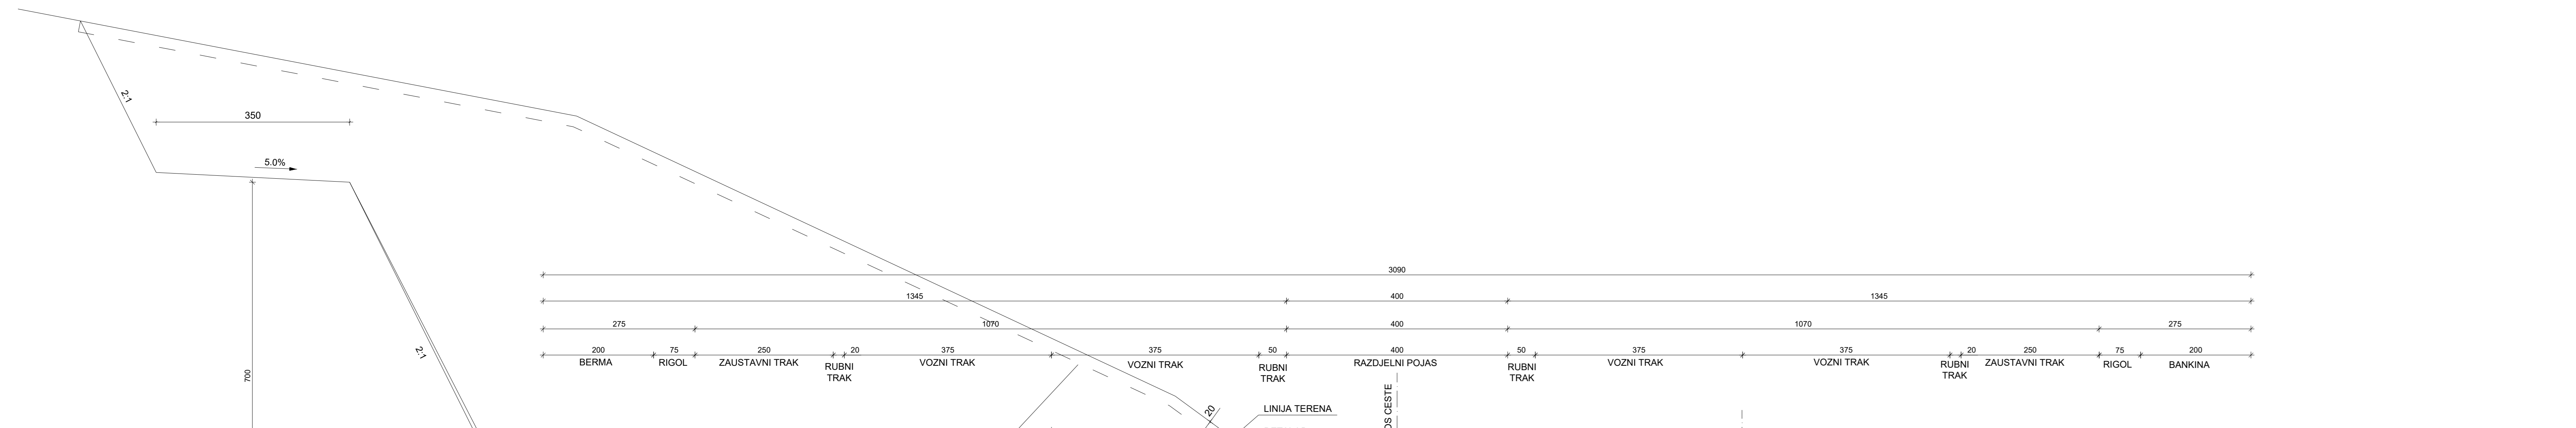 2:1
350
5.0%
700
2:1
3090
1345 400 1345
275 1070 400 1070 275
200 75 250 20 375 375 50 400 50 375 375 20 250 75 200
BERMA RIGOL ZAUSTAVNI TRAK RUBNI TRAK VOZNI TRAK VOZNI TRAK RUBNI TRAK RAZDJELNI POJAS RUBNI TRAK VOZNI TRAK VOZNI TRAK RUBNI TRAK ZAUSTAVNI TRAK RIGOL BANKINA
20
LINIJA TERENA
OS CESTE